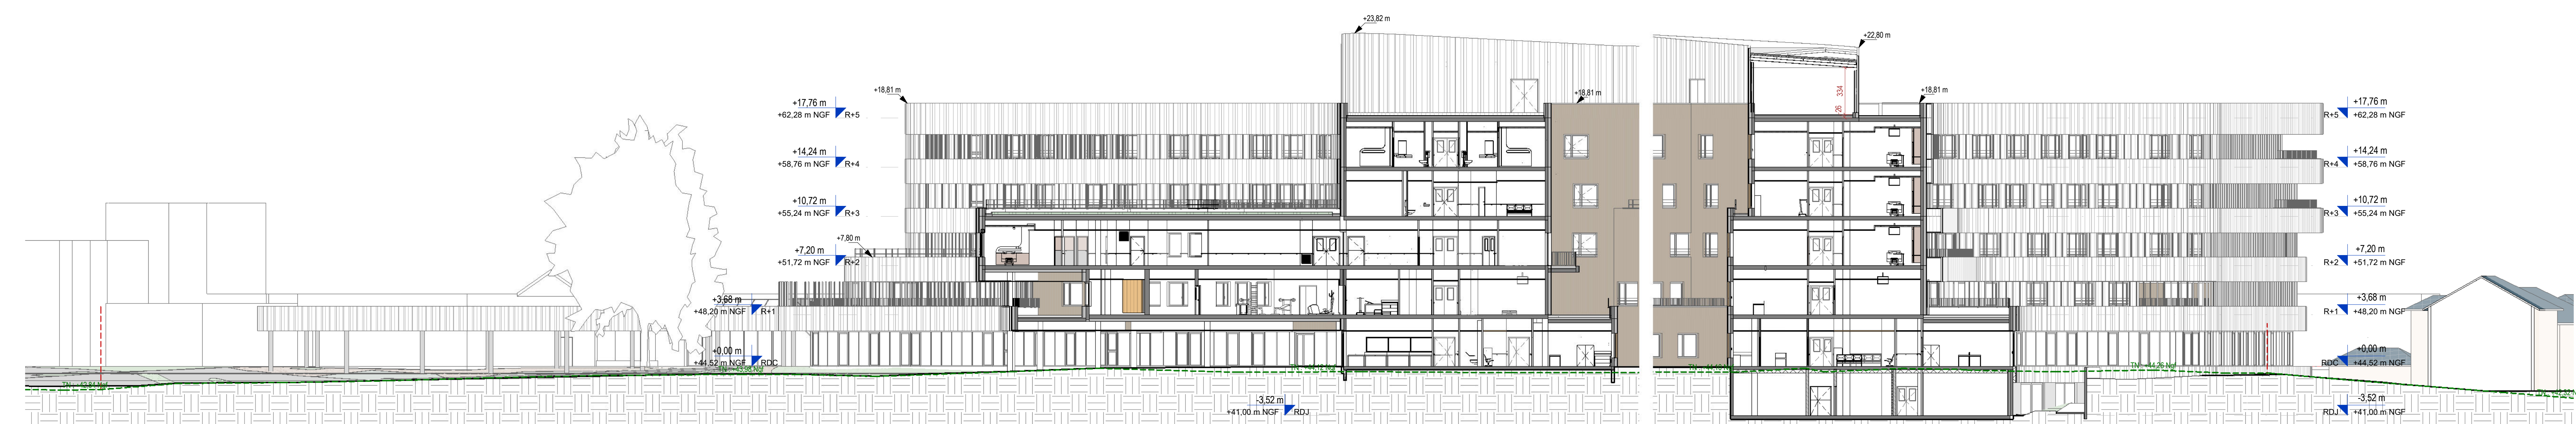 +23,82 m
+22,80 m
+18,81 m
+18,81 m
+18,81 m
334
26
+17,76 m
+62,28 m NGF R+5
+14,24 m
+58,76 m NGF R+4
+10,72 m
+55,24 m NGF R+3
+7,80 m
+7,20 m
+51,72 m NGF R+2
+3,68 m
+48,20 m NGF R+1
+0,00 m
+44,52 m NGF RDC
-3,52 m
+41,00 m NGF RDJ
+17,76 m
R+5 +62,28 m NGF
+14,24 m
R+4 +58,76 m NGF
+10,72 m
R+3 +55,24 m NGF
+7,20 m
R+2 +51,72 m NGF
+3,68 m
R+1 +48,20 m NGF
+0,00 m
RDC +44,52 m NGF
-3,52 m
RDJ +41,00 m NGF